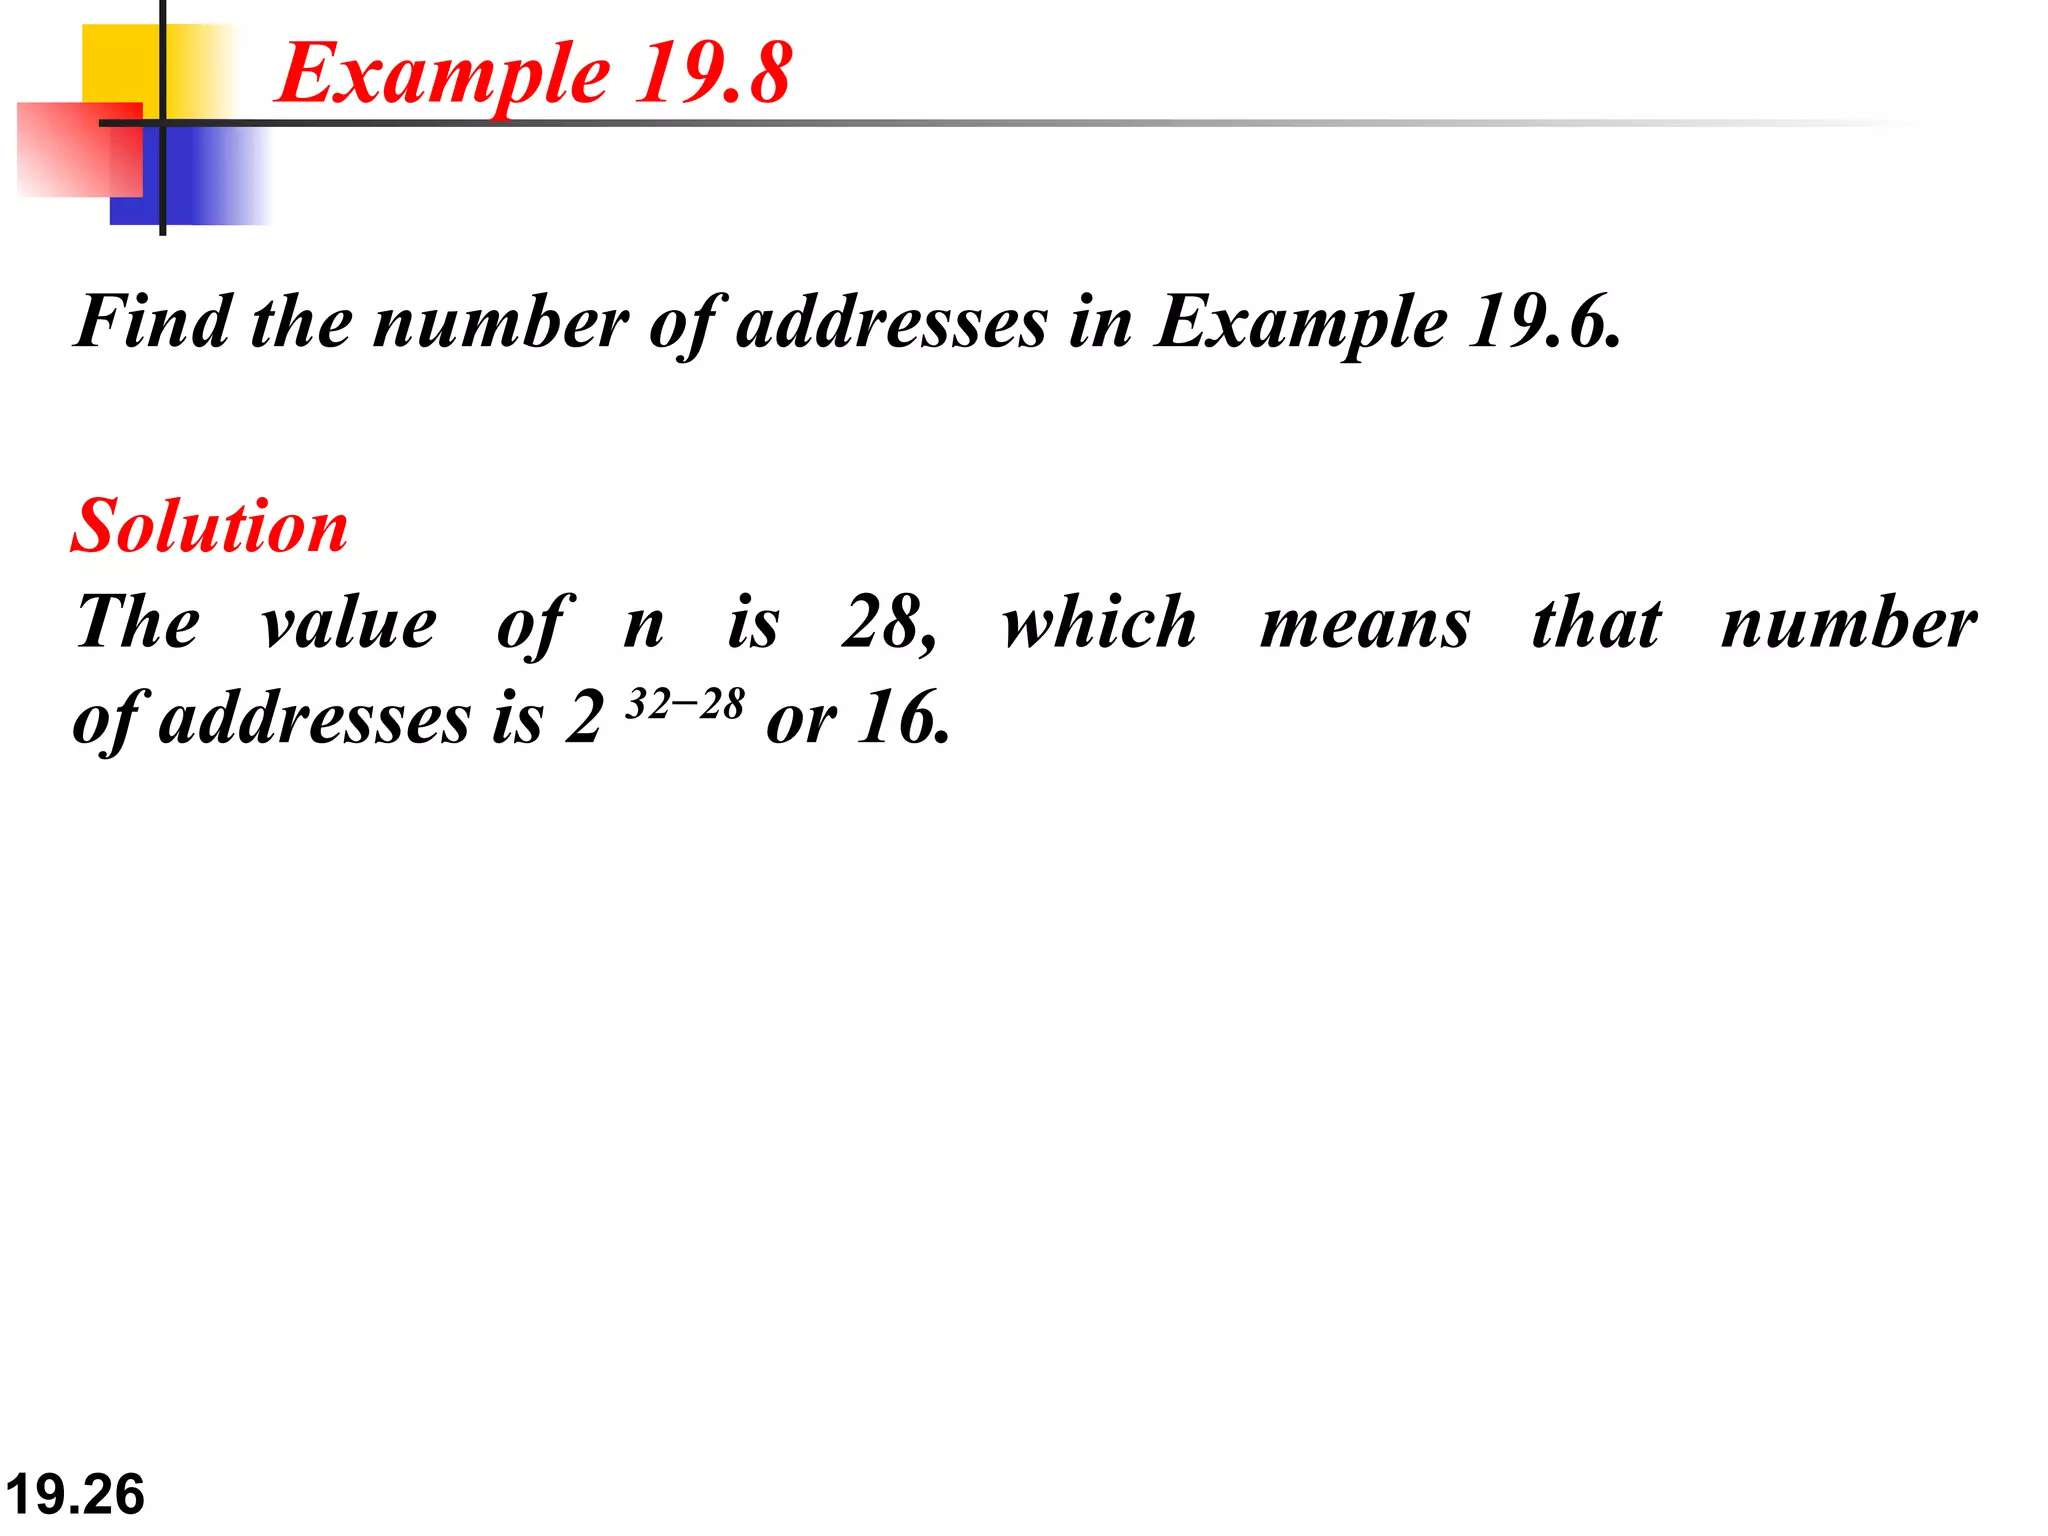 Example 19.8
Find the number of addresses in Example 19.6.
Solution
The value of n is 28, which means that number
of addresses is 2 ³²⁻²⁸ or 16.
19.26